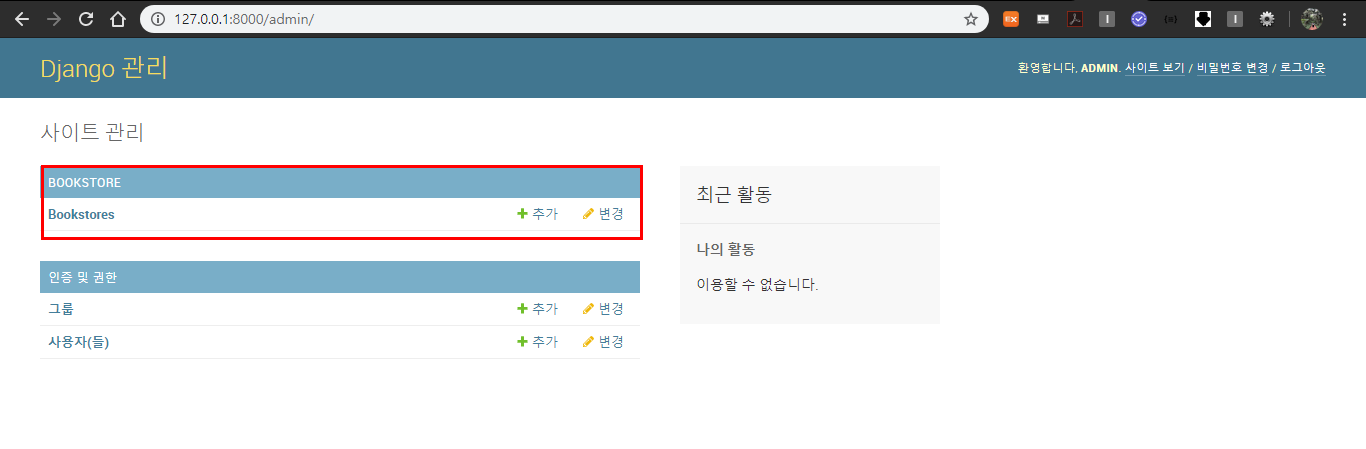 127.0.0.1:8000/admin/
Django 관리
환영합니다, ADMIN. 사이트 보기 / 비밀번호 변경 / 로그아웃
사이트 관리
BOOKSTORE
Bookstores 추가 변경
인증 및 권한
그룹 추가 변경
사용자(들) 추가 변경
최근 활동
나의 활동
이용할 수 없습니다.